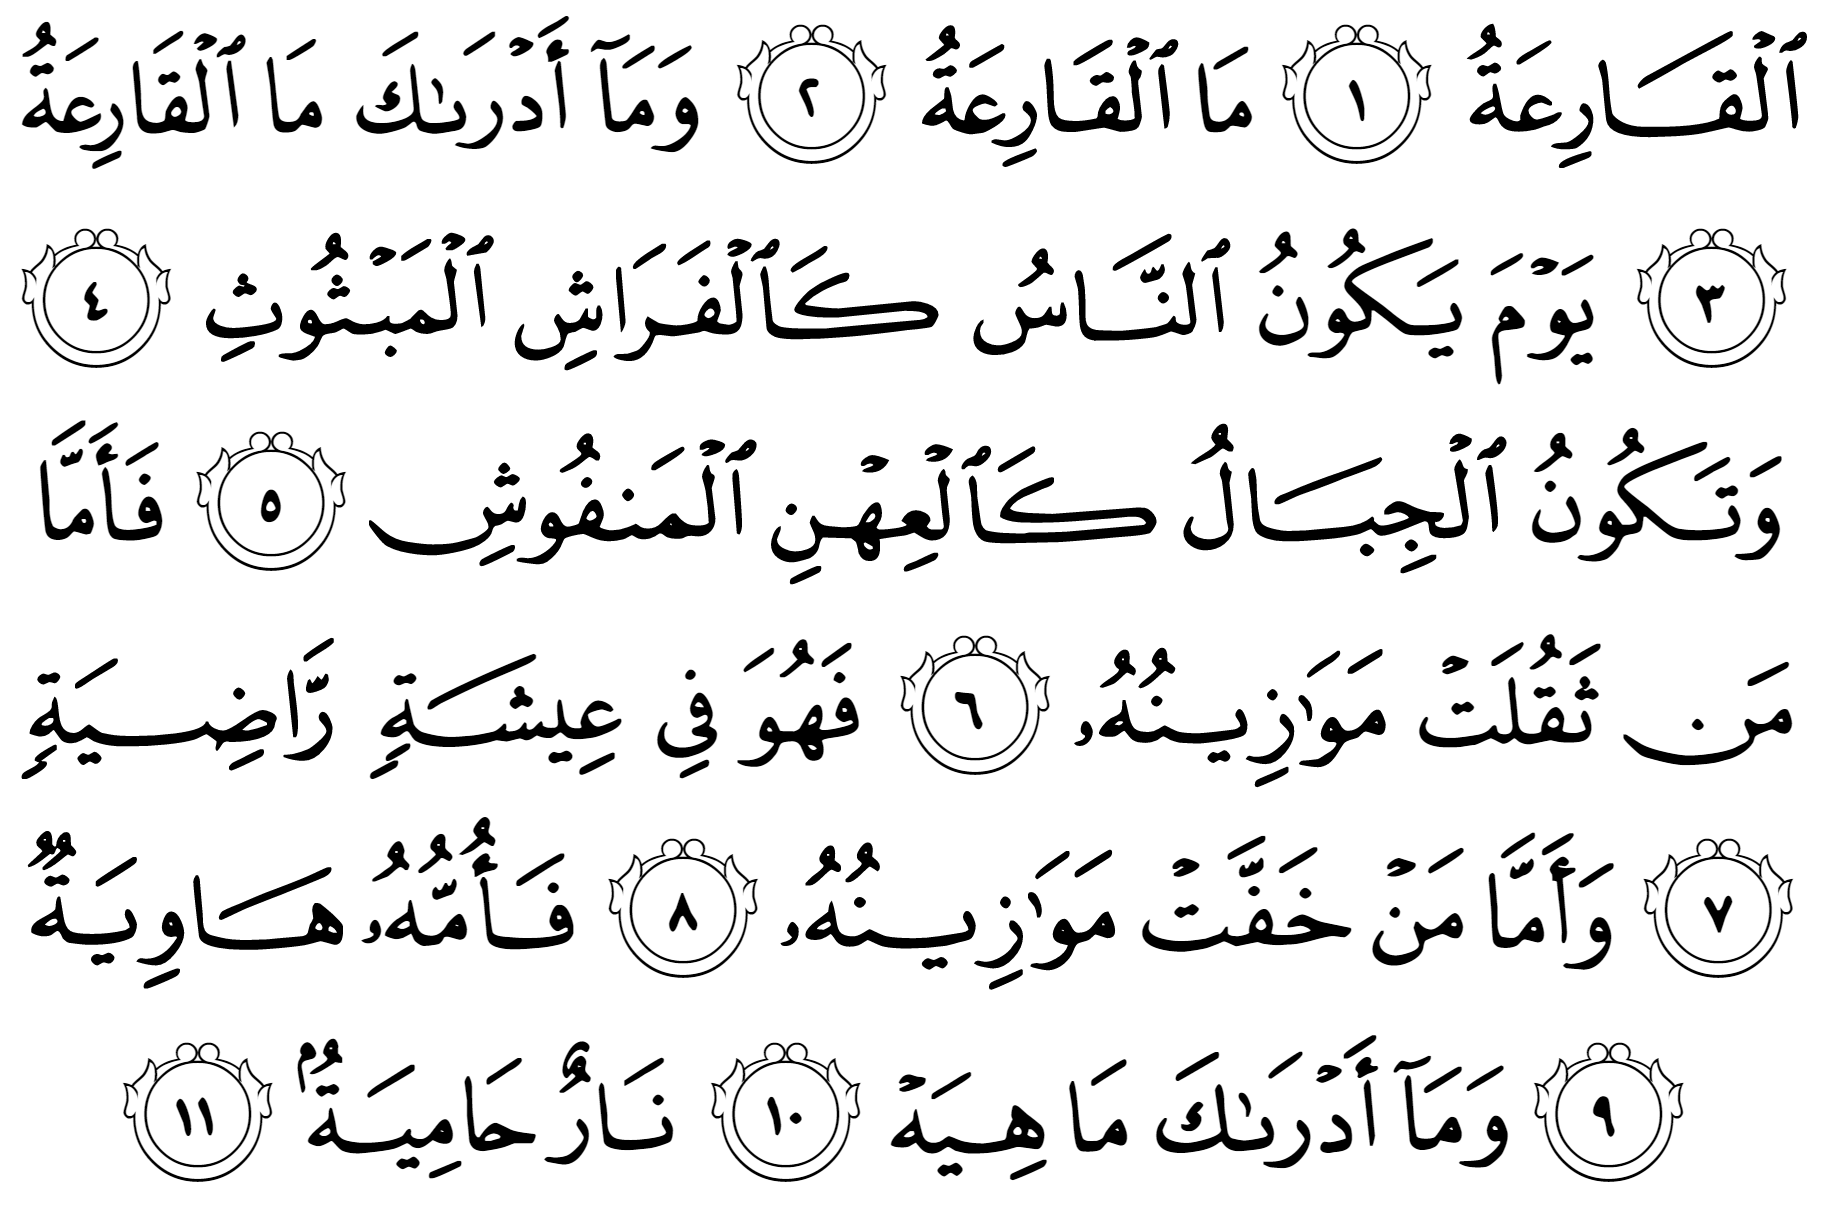 ٱلۡقَارِعَةُ ١ مَا ٱلۡقَارِعَةُ ٢ وَمَآ أَدۡرَىٰكَ مَا ٱلۡقَارِعَةُ
٣ يَوۡمَ يَكُونُ ٱلنَّاسُ كَٱلۡفَرَاشِ ٱلۡمَبۡثُوثِ ٤
وَتَكُونُ ٱلۡجِبَالُ كَٱلۡعِهۡنِ ٱلۡمَنفُوشِ ٥ فَأَمَّا
مَن ثَقُلَتۡ مَوَٰزِينُهُۥ ٦ فَهُوَ فِي عِيشَةٖ رَّاضِيَةٖ
٧ وَأَمَّا مَنۡ خَفَّتۡ مَوَٰزِينُهُۥ ٨ فَأُمُّهُۥ هَاوِيَةٞ
٩ وَمَآ أَدۡرَىٰكَ مَا هِيَهۡ ١٠ نَارٌ حَامِيَةُۢ ١١